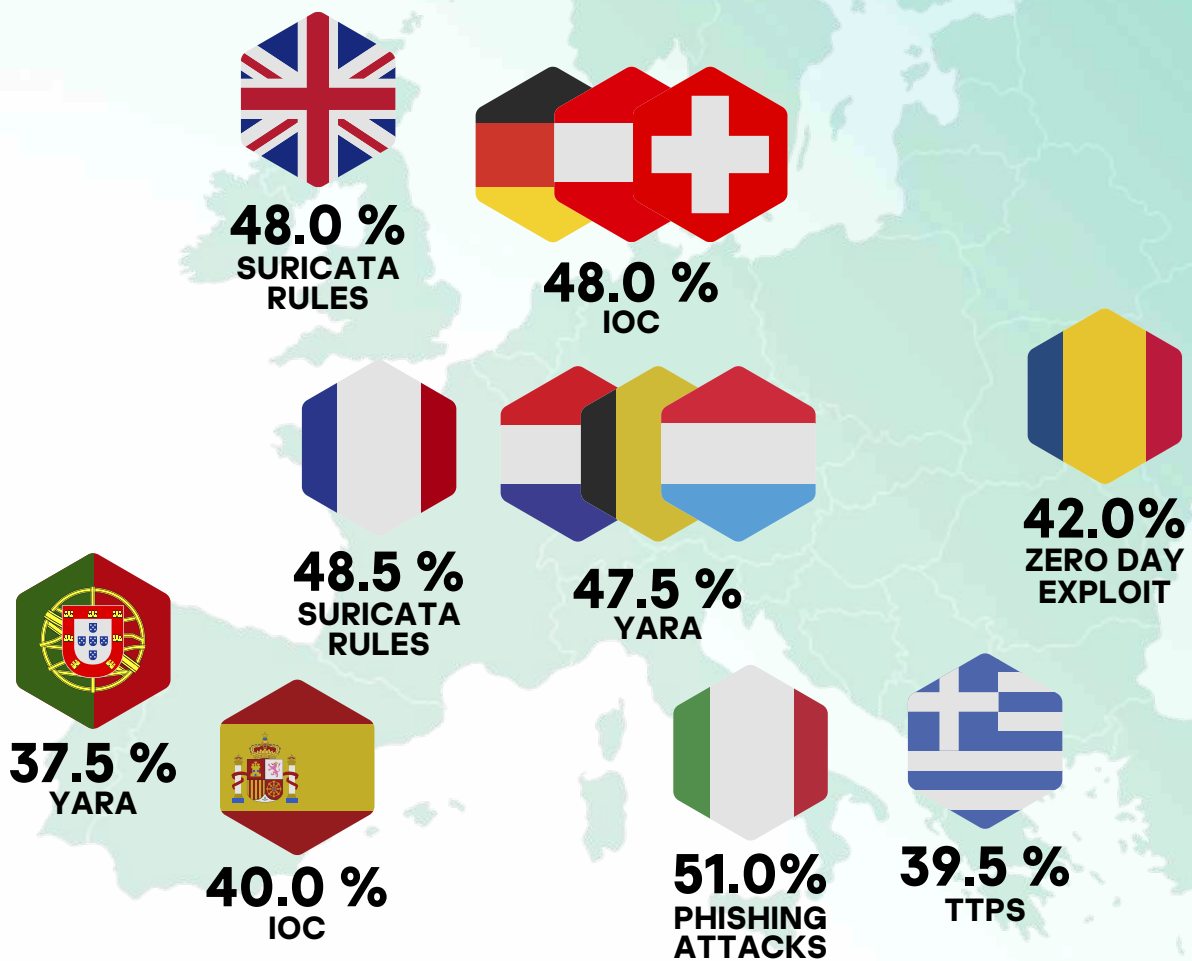 48.0 %
SURICATA
RULES
48.0 %
IOC
48.5 %
SURICATA
RULES
47.5 %
YARA
42.0%
ZERO DAY
EXPLOIT
37.5 %
YARA
40.0 %
IOC
51.0%
PHISHING
ATTACKS
39.5 %
TTPS